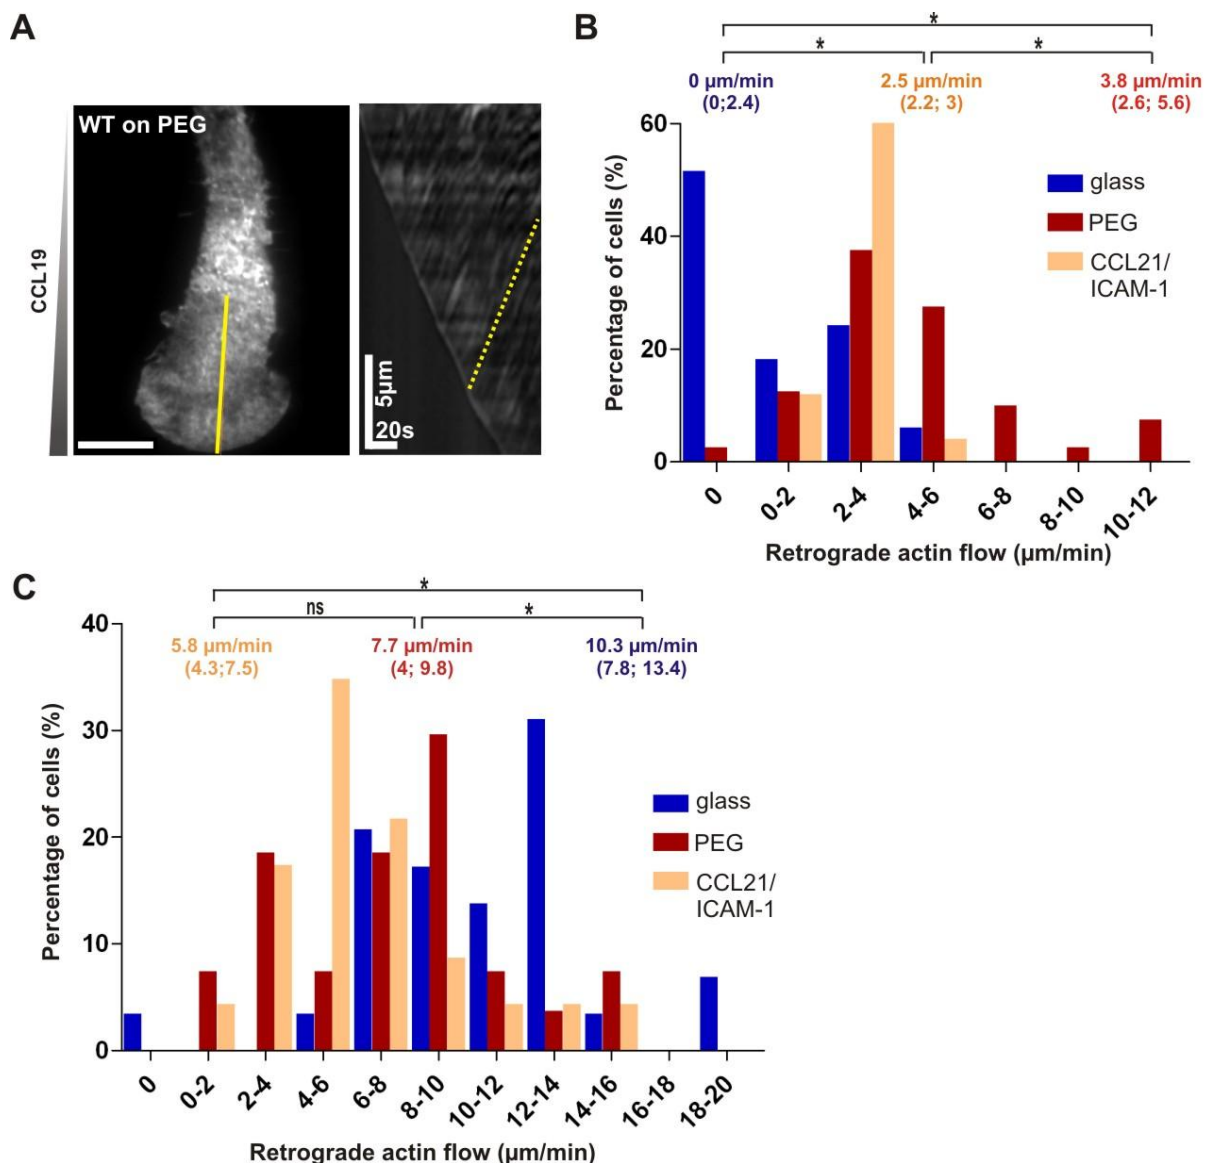 A
WT on PEG
CCL19
5µm
20s
B
*
* *
0 µm/min 2.5 µm/min 3.8 µm/min
(0;2.4) (2.2; 3) (2.6; 5.6)
60
40
20
0
Percentage of cells (%)
glass
PEG
CCL21/
ICAM-1
0 0-2 2-4 4-6 6-8 8-10 10-12
Retrograde actin flow (µm/min)
C
*
ns *
5.8 µm/min 7.7 µm/min 10.3 µm/min
(4.3;7.5) (4; 9.8) (7.8; 13.4)
40
30
20
10
0
Percentage of cells (%)
glass
PEG
CCL21/
ICAM-1
0 0-2 2-4 4-6 6-8 8-10 10-12 12-14 14-16 16-18 18-20
Retrograde actin flow (µm/min)